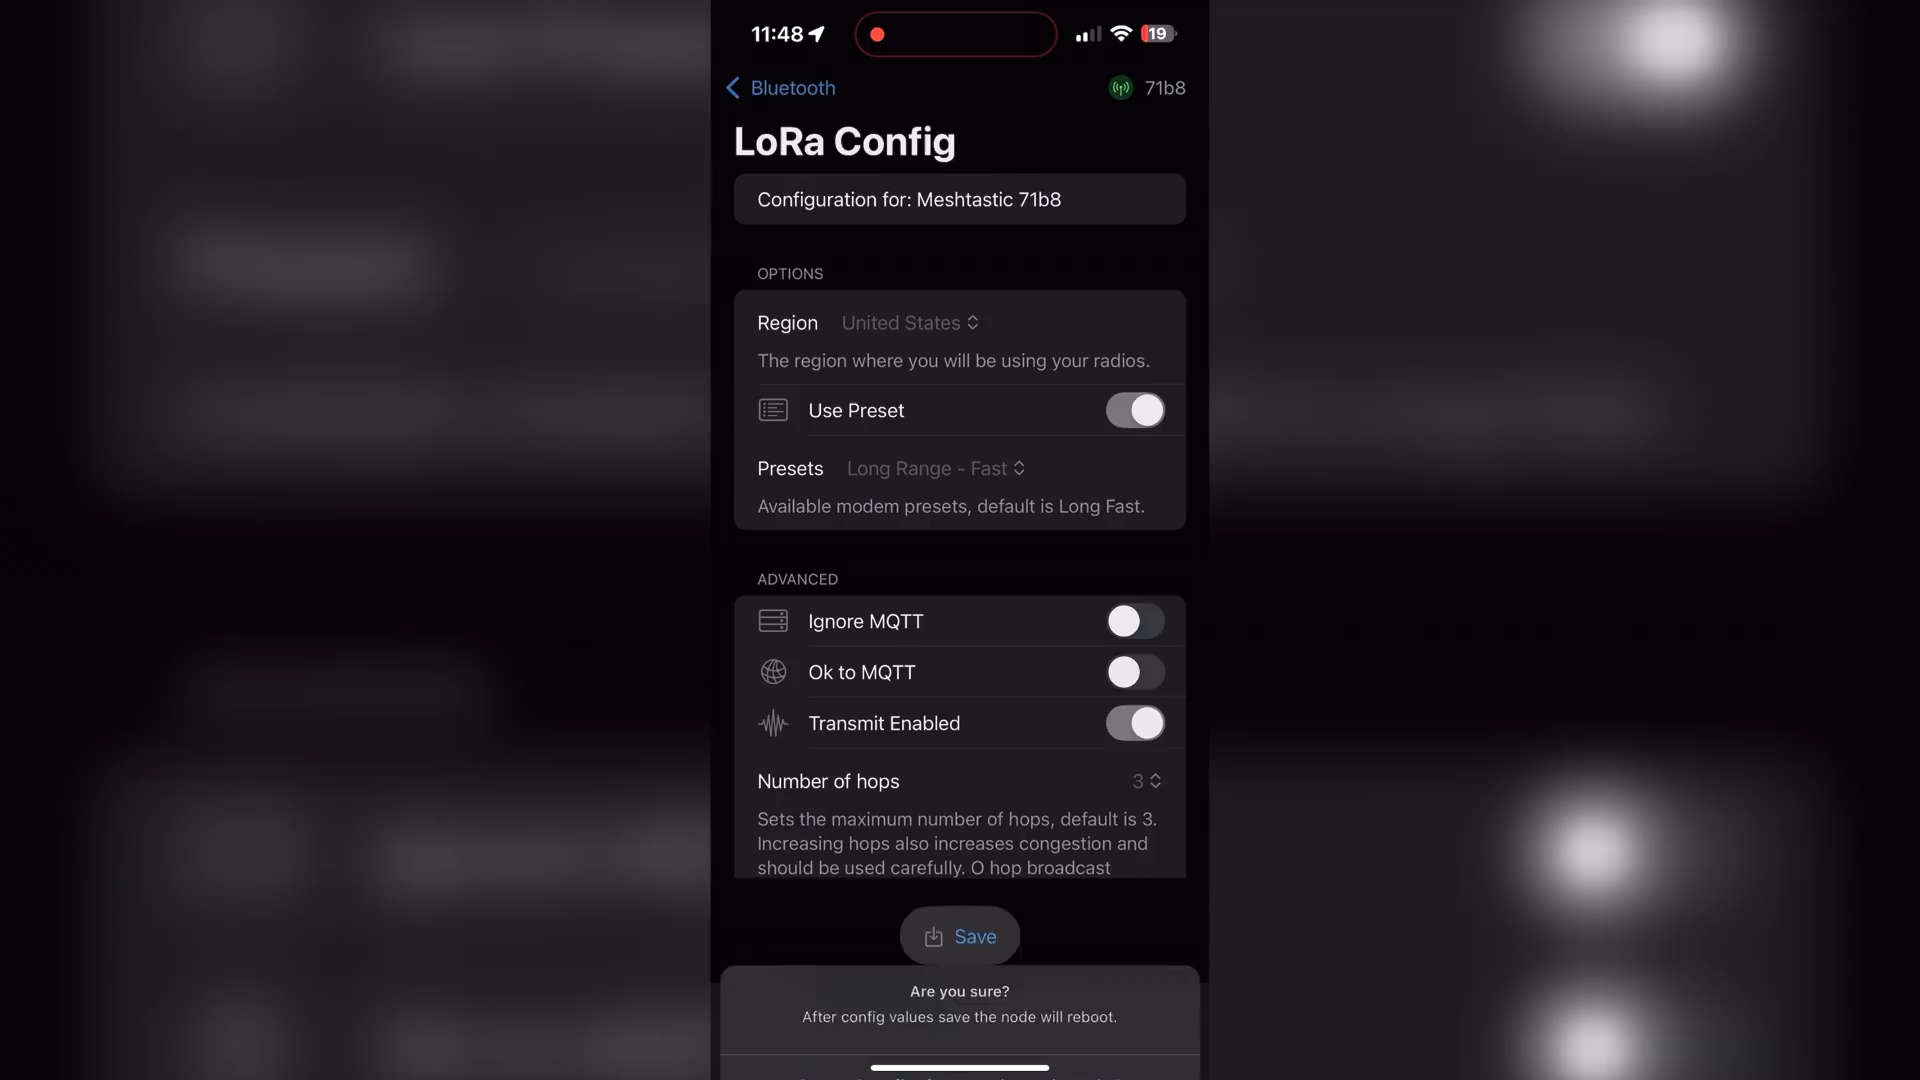 11:48
19
Bluetooth
71b8
LoRa Config
Configuration for: Meshtastic 71b8
OPTIONS
Region United States
The region where you will be using your radios.
Use Preset
Presets Long Range - Fast
Available modem presets, default is Long Fast.
ADVANCED
Ignore MQTT
Ok to MQTT
Transmit Enabled
Number of hops 3
Sets the maximum number of hops, default is 3.
Increasing hops also increases congestion and
should be used carefully. O hop broadcast
Save
Are you sure?
After config values save the node will reboot.